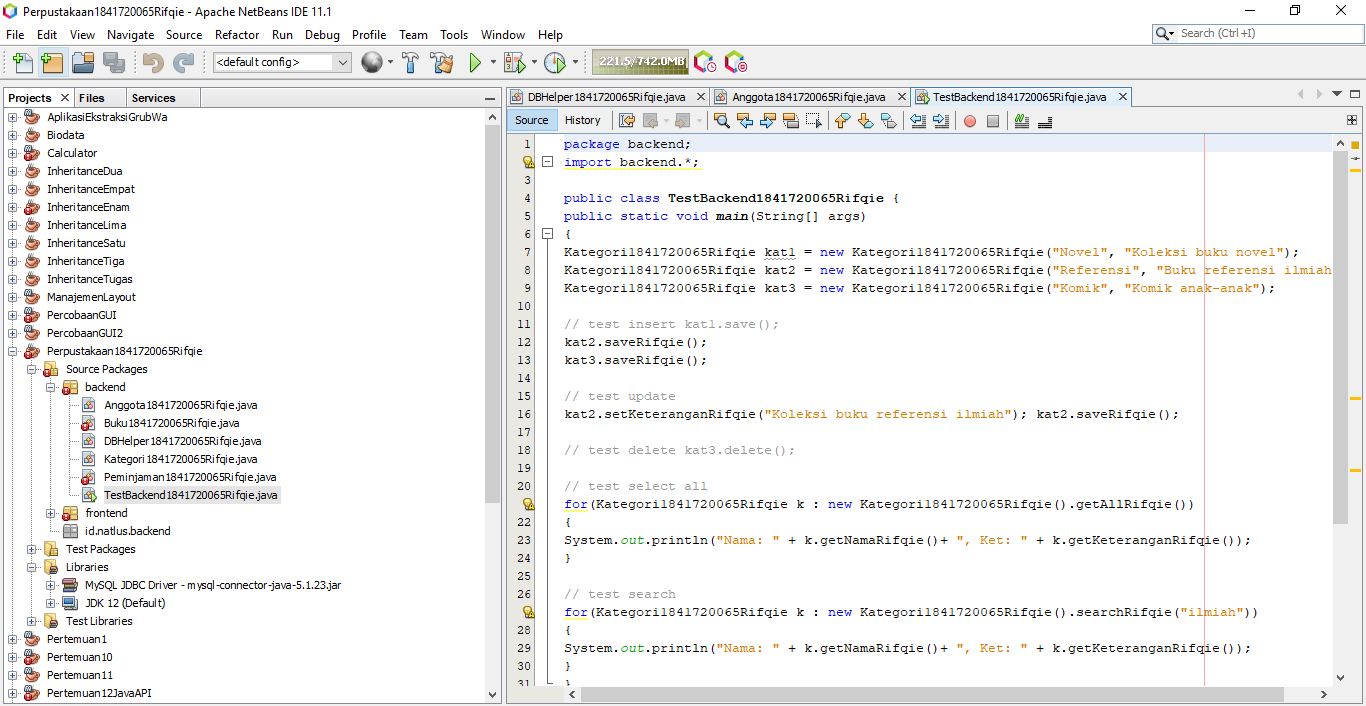 Perpustakaan1841720065Rifqie - Apache NetBeans IDE 11.1
File Edit View Navigate Source Refactor Run Debug Profile Team Tools Window Help
Search (Ctrl+I)
<default config>
221.5/742.0MB
Projects Files Services
AplikasiEkstraksiGrubWa
Biodata
Calculator
InheritanceDua
InheritanceEmpat
InheritanceEnam
InheritanceLima
InheritanceSatu
InheritanceTiga
InheritanceTugas
ManajemenLayout
PercobaanGUI
PercobaanGUI2
Perpustakaan1841720065Rifqie
Source Packages
backend
Anggota1841720065Rifqie.java
Buku1841720065Rifqie.java
DBHelper1841720065Rifqie.java
Kategori1841720065Rifqie.java
Peminjaman1841720065Rifqie.java
TestBackend1841720065Rifqie.java
frontend
id.natlus.backend
Test Packages
Libraries
MySQL JDBC Driver - mysql-connector-java-5.1.23.jar
JDK 12 (Default)
Test Libraries
Pertemuan1
Pertemuan10
Pertemuan11
Pertemuan12JavaAPI
DBHelper1841720065Rifqie.java Anggota1841720065Rifqie.java TestBackend1841720065Rifqie.java
Source History
1 package backend;
import backend.*;
3
4 public class TestBackend1841720065Rifqie {
5 public static void main(String[] args)
6 {
7 Kategori1841720065Rifqie kat1 = new Kategori1841720065Rifqie("Novel", "Koleksi buku novel");
8 Kategori1841720065Rifqie kat2 = new Kategori1841720065Rifqie("Referensi", "Buku referensi ilmiah
9 Kategori1841720065Rifqie kat3 = new Kategori1841720065Rifqie("Komik", "Komik anak-anak");
10
11 // test insert kat1.save();
12 kat2.saveRifqie();
13 kat3.saveRifqie();
14
15 // test update
16 kat2.setKeteranganRifqie("Koleksi buku referensi ilmiah"); kat2.saveRifqie();
17
18 // test delete kat3.delete();
19
20 // test select all
for(Kategori1841720065Rifqie k : new Kategori1841720065Rifqie().getAllRifqie())
22 {
23 System.out.println("Nama: " + k.getNamaRifqie()+ ", Ket: " + k.getKeteranganRifqie());
24 }
25
26 // test search
for(Kategori1841720065Rifqie k : new Kategori1841720065Rifqie().searchRifqie("ilmiah"))
28 {
29 System.out.println("Nama: " + k.getNamaRifqie()+ ", Ket: " + k.getKeteranganRifqie());
30 }
31 }